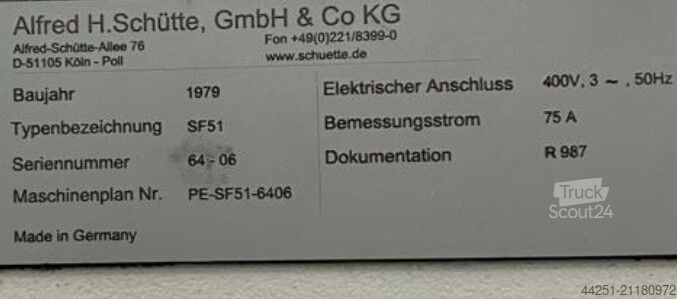 Alfred H.Schütte, GmbH & Co KG
Alfred-Schütte-Allee 76
Fon +49(0)221/8399-0
D-51105 Köln - Poll
www.schuette.de
Baujahr 1979
Elektrischer Anschluss 400V, 3 ~ , 50Hz
Typenbezeichnung SF51
Bemessungsstrom 75 A
Seriennummer 64 - 06
Dokumentation R 987
Maschinenplan Nr. PE-SF51-6406
Made in Germany
Truck
Scout24
44251-21180972